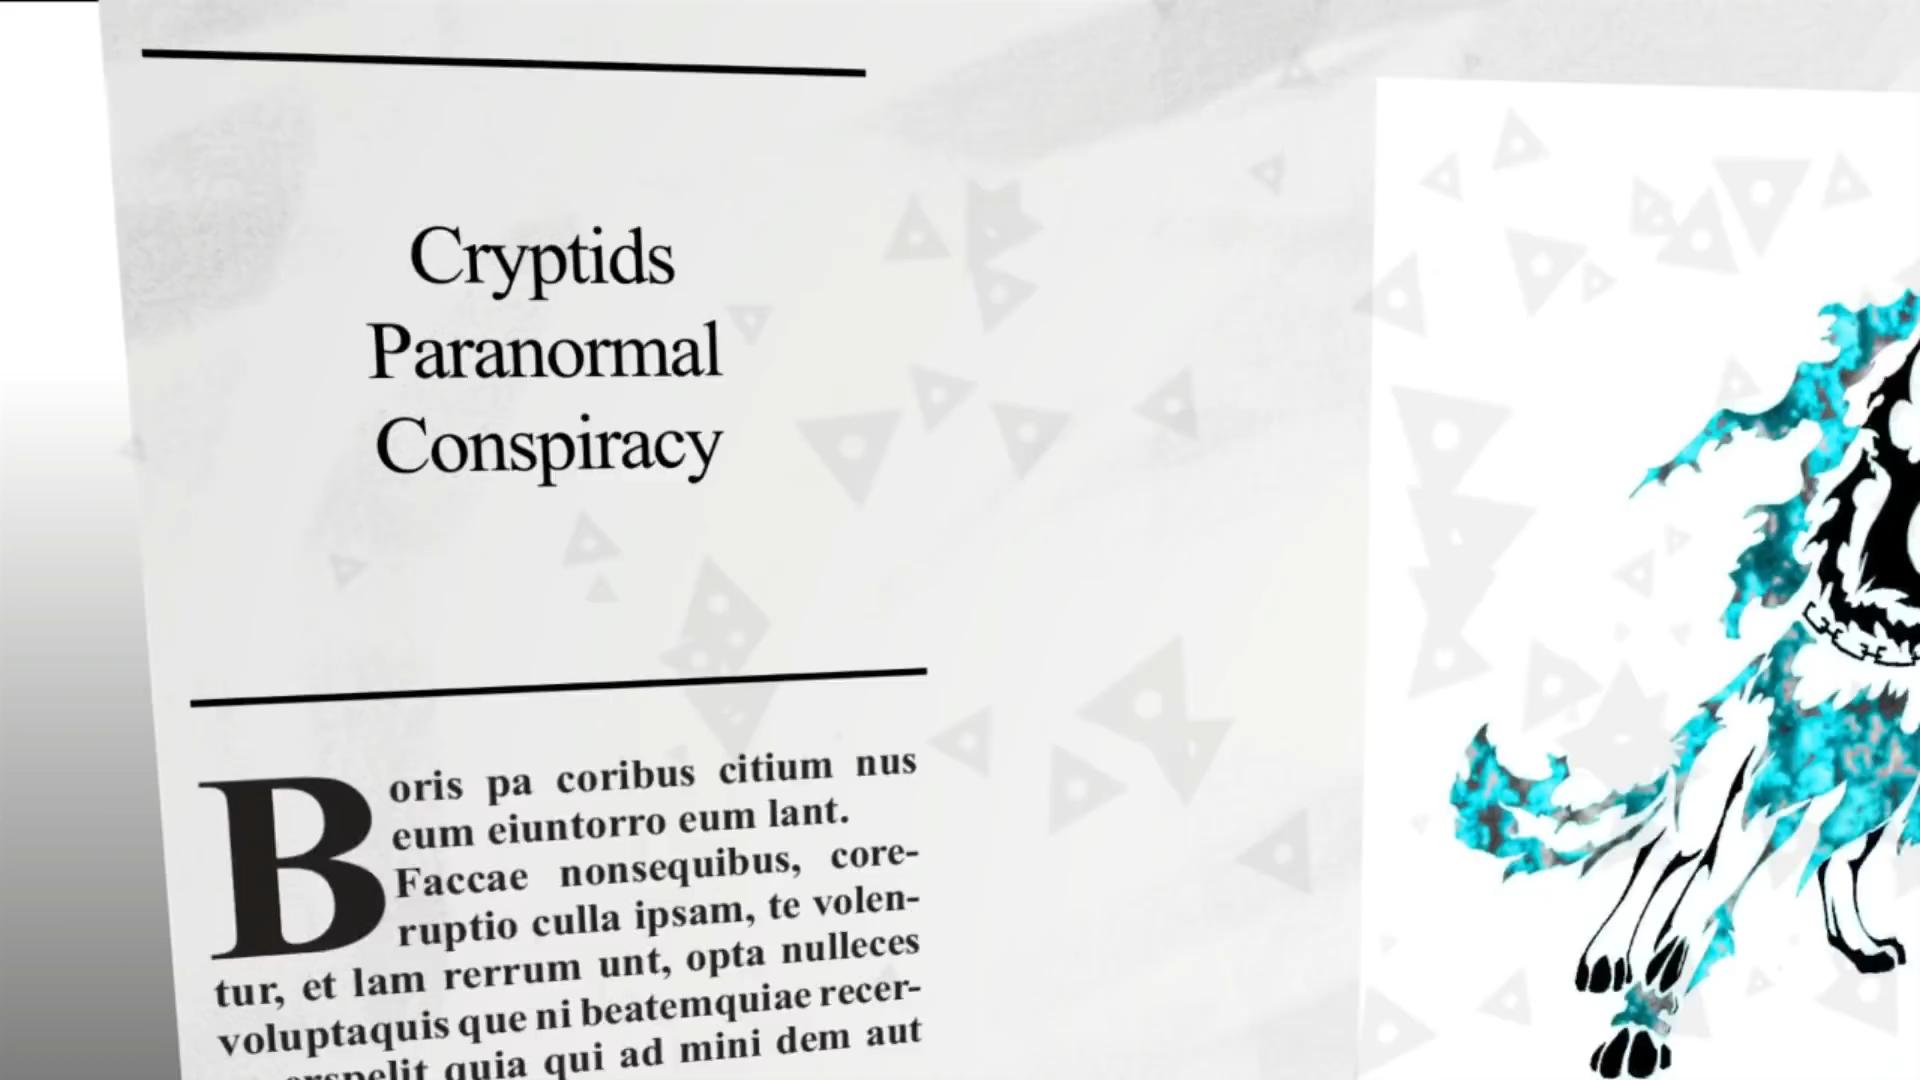 Cryptids
Paranormal
Conspiracy
Boris pa coribus citium nus
eum eiuntorro eum lant.
Faccae nonsequibus, core-
ruptio culla ipsam, te volen-
tur, et lam rerrum unt, opta nulleces
voluptaquis que ni beatemquiae recer-
quia qui ad mini dem aut